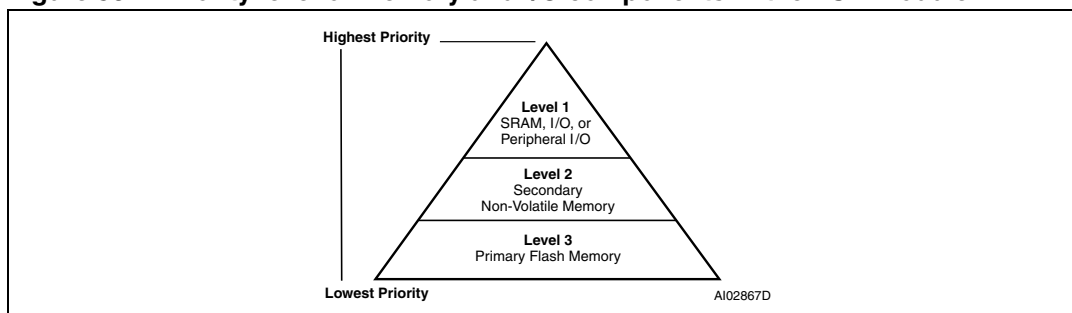 Highest Priority
Level 1
SRAM, I/O, or
Peripheral I/O
Level 2
Secondary
Non-Volatile Memory
Level 3
Primary Flash Memory
Lowest Priority
AI02867D